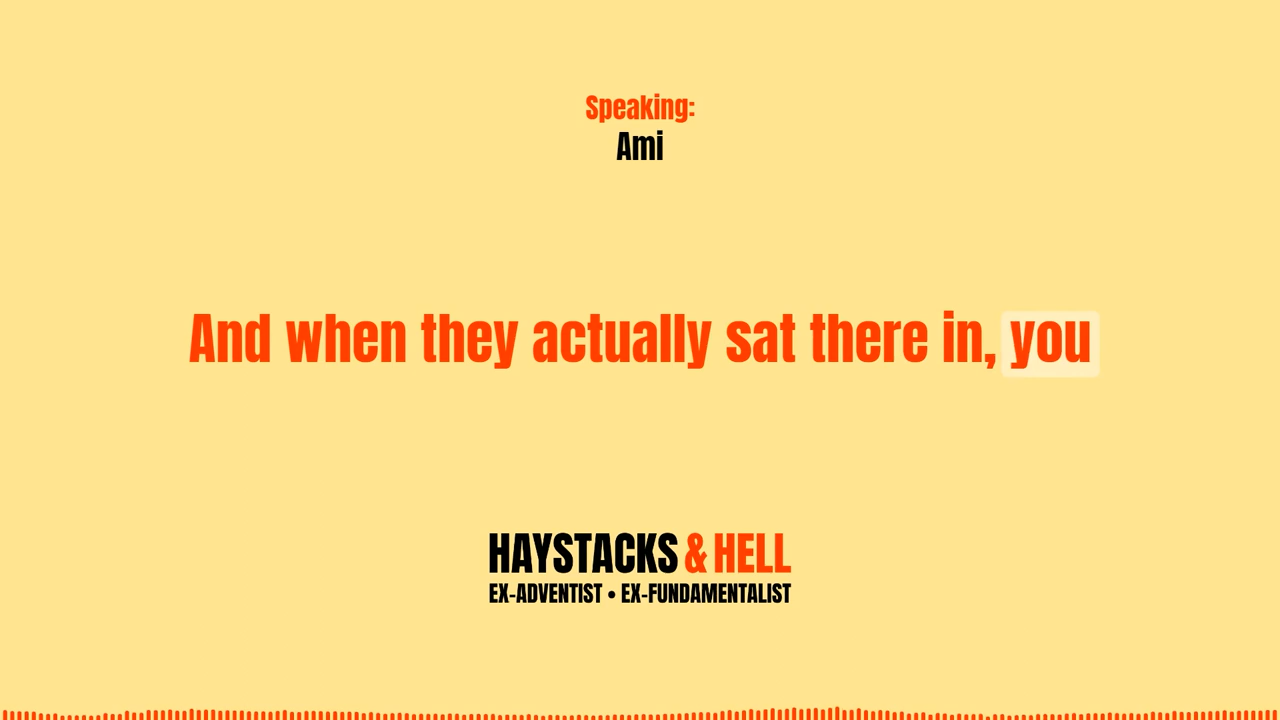 Speaking:
Ami
And when they actually sat there in, you
HAYSTACKS & HELL
EX-ADVENTIST • EX-FUNDAMENTALIST